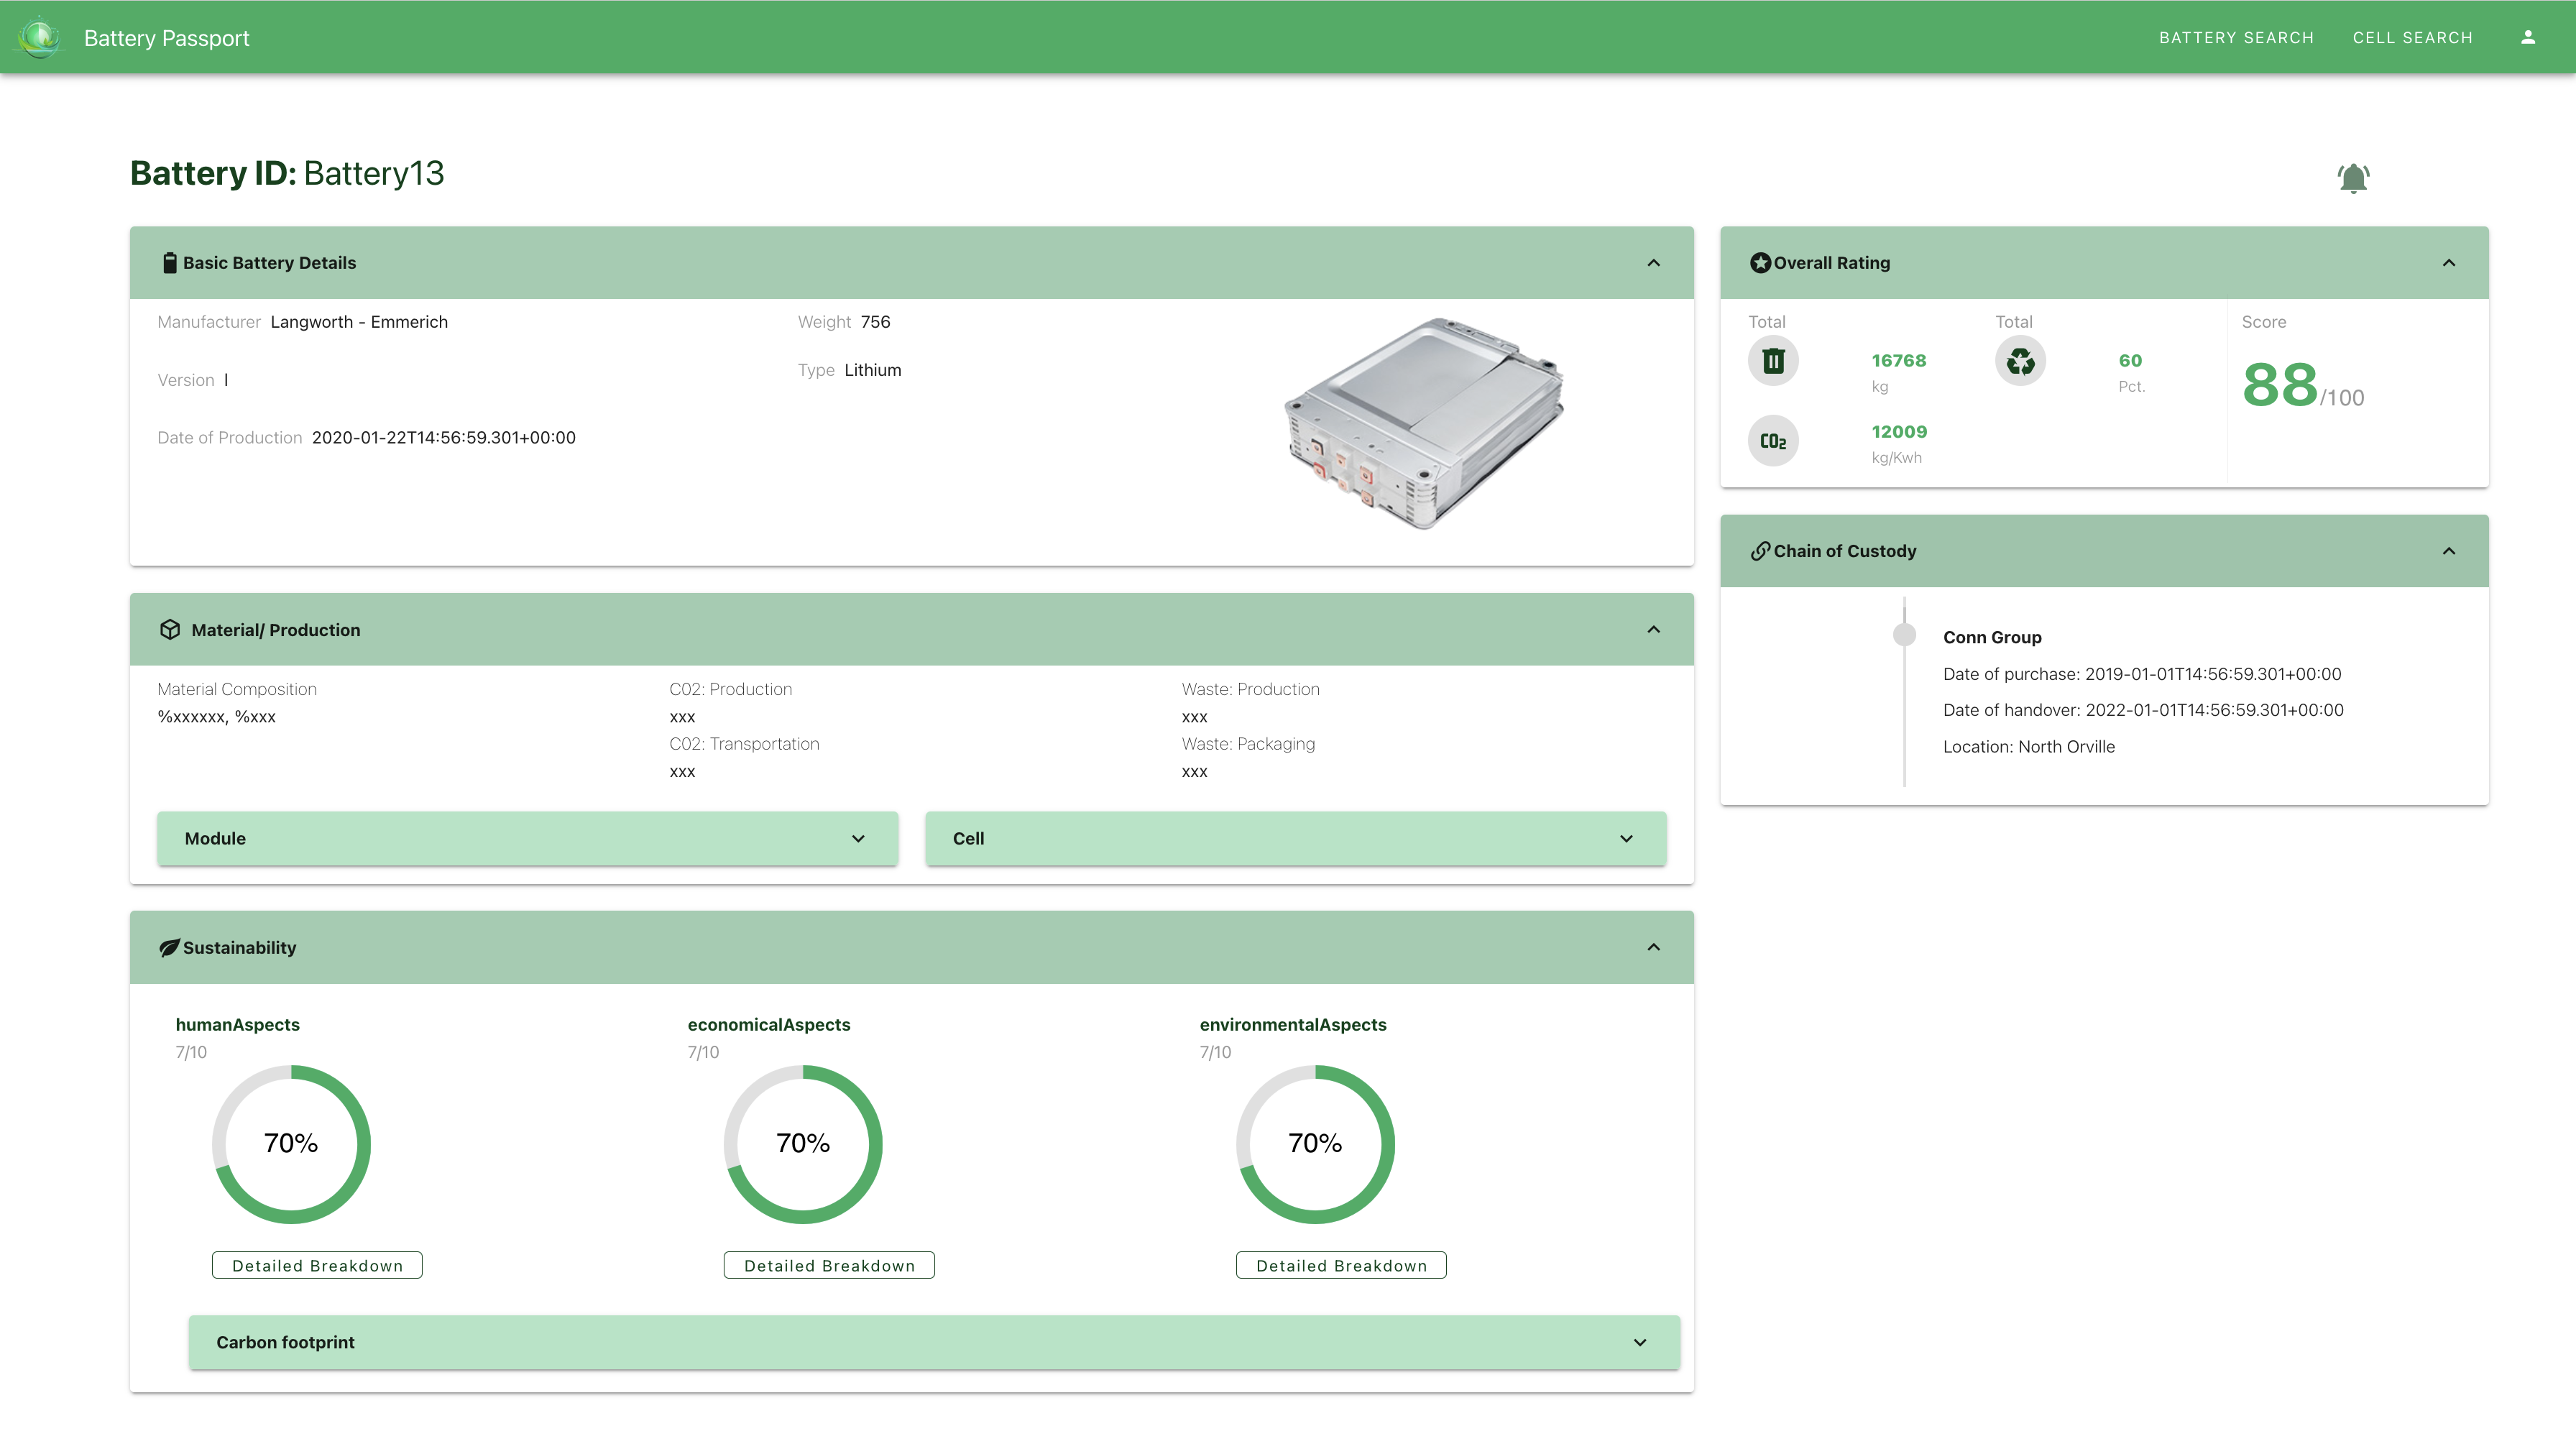 Battery Passport
BATTERY SEARCH
CELL SEARCH
Battery ID: Battery13
Basic Battery Details
Manufacturer Langworth - Emmerich
Weight 756
Version I
Type Lithium
Date of Production 2020-01-22T14:56:59.301+00:00
Overall Rating
Total
16768
kg
Total
60
Pct.
CO2
12009
kg/Kwh
Score
88/100
Chain of Custody
Conn Group
Date of purchase: 2019-01-01T14:56:59.301+00:00
Date of handover: 2022-01-01T14:56:59.301+00:00
Location: North Orville
Material/ Production
Material Composition
%xxxxxx, %xxx
C02: Production
xxx
C02: Transportation
xxx
Waste: Production
xxx
Waste: Packaging
xxx
Module
Cell
Sustainability
humanAspects
7/10
70%
Detailed Breakdown
economicalAspects
7/10
70%
Detailed Breakdown
environmentalAspects
7/10
70%
Detailed Breakdown
Carbon footprint